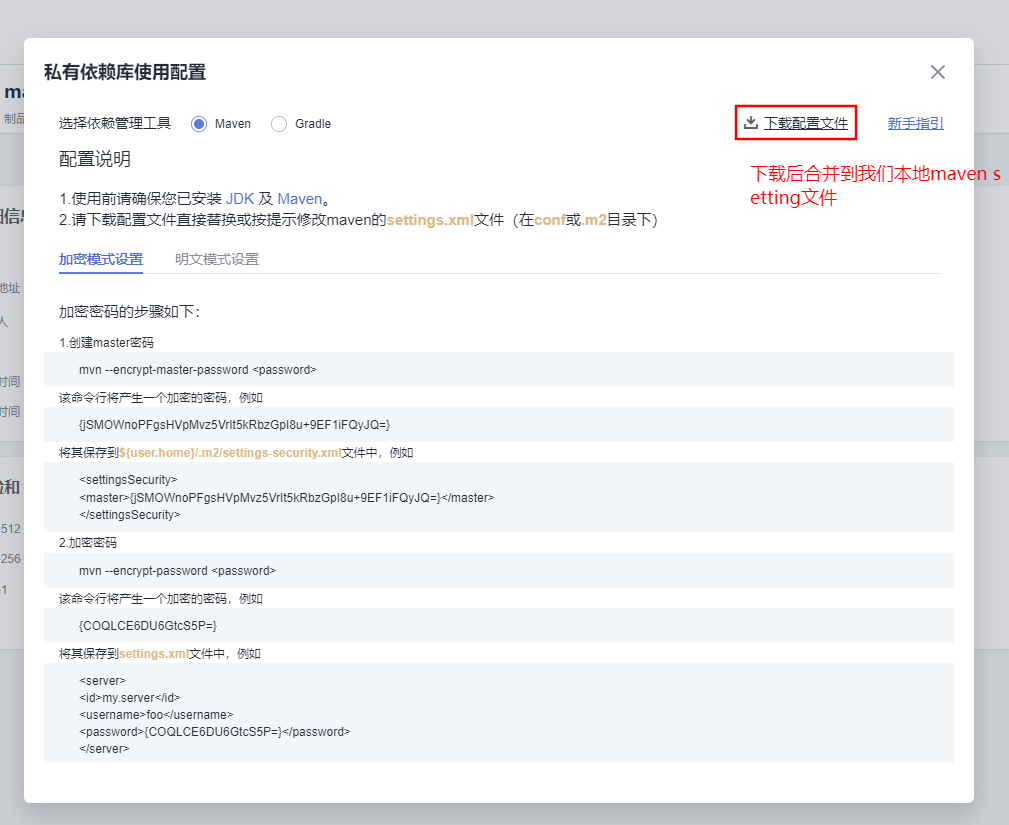 私有依赖库使用配置
ma
制品
选择依赖管理工具
Maven
Gradle
下载配置文件
新手指引
配置说明
下载后合并到我们本地maven s
etting文件
1.使用前请确保您已安装 JDK 及 Maven。
2.请下载配置文件直接替换或按提示修改maven的settings.xml文件（在conf或.m2目录下）
加密模式设置
明文模式设置
地址
人
时间
时间
加密密码的步骤如下：
1.创建master密码
mvn --encrypt-master-password <password>
该命令行将产生一个加密的密码，例如
{jSMOWnoPFgsHVpMvz5VrIt5kRbzGpI8u+9EF1iFQyJQ=}
将其保存到${user.home}/.m2/settings-security.xml文件中，例如
<settingsSecurity>
<master>{jSMOWnoPFgsHVpMvz5VrIt5kRbzGpI8u+9EF1iFQyJQ=}</master>
</settingsSecurity>
2.加密密码
mvn --encrypt-password <password>
该命令行将产生一个加密的密码，例如
{COQLCE6DU6GtcS5P=}
将其保存到settings.xml文件中，例如
<server>
<id>my.server</id>
<username>foo</username>
<password>{COQLCE6DU6GtcS5P=}</password>
</server>
和
-512
-256
-1